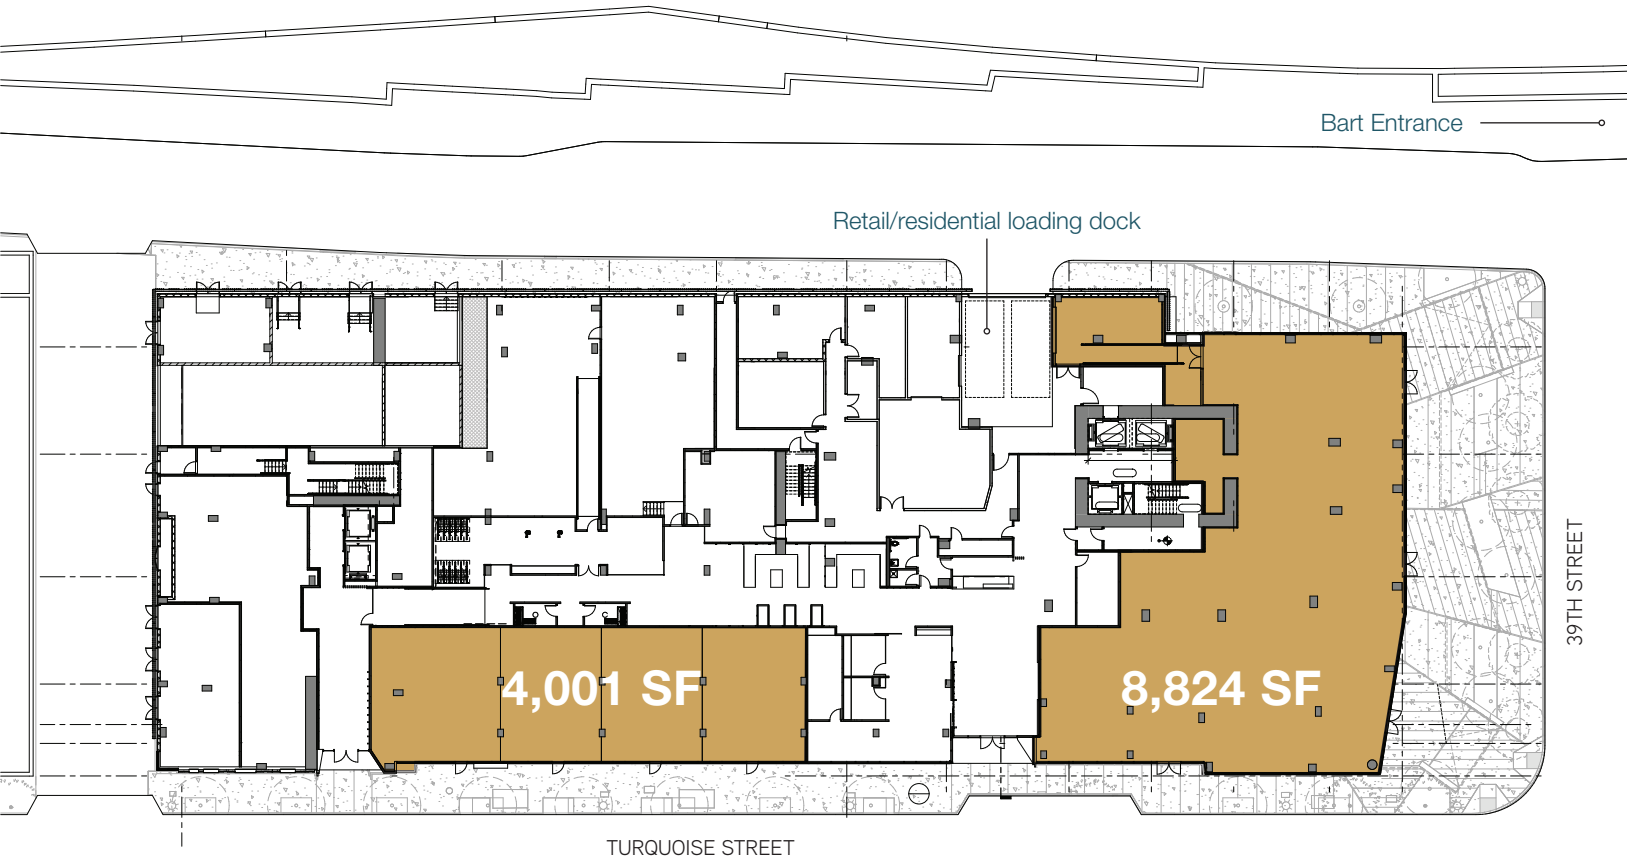 Bart Entrance
Retail/residential loading dock
39TH STREET
4,001 SF
8,824 SF
TURQUOISE STREET